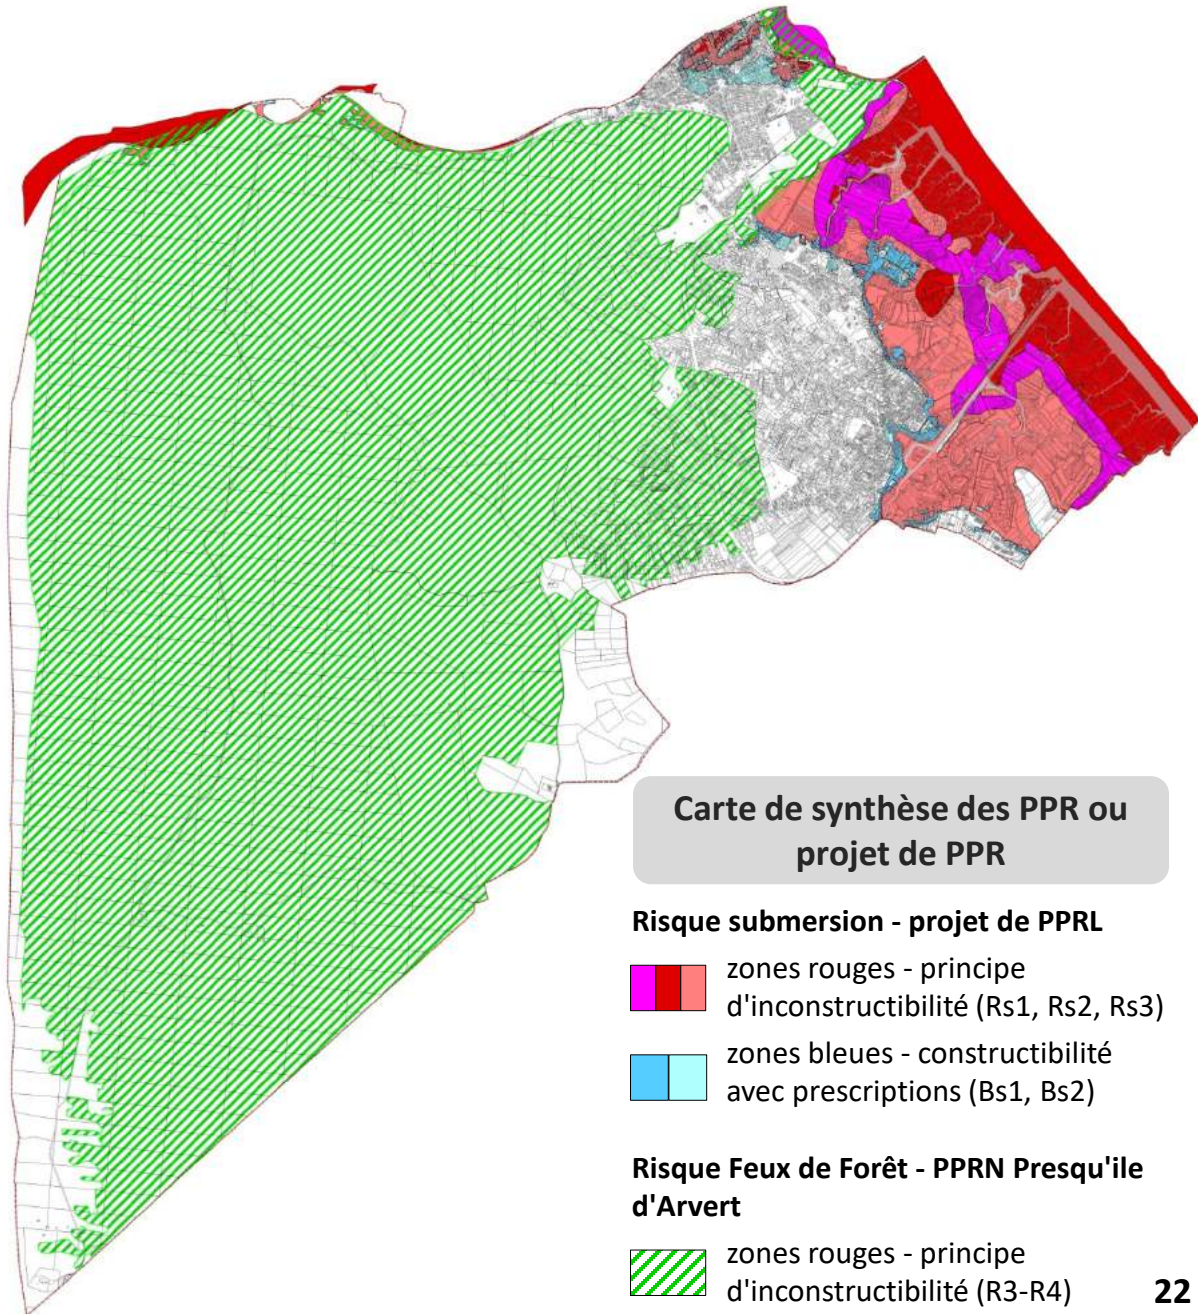 Carte de synthèse des PPR ou
projet de PPR
Risque submersion - projet de PPRL
zones rouges - principe
d'inconstructibilité (Rs1, Rs2, Rs3)
zones bleues - constructibilité
avec prescriptions (Bs1, Bs2)
Risque Feux de Forêt - PPRN Presqu'ile
d'Arvert
zones rouges - principe
d'inconstructibilité (R3-R4)
22